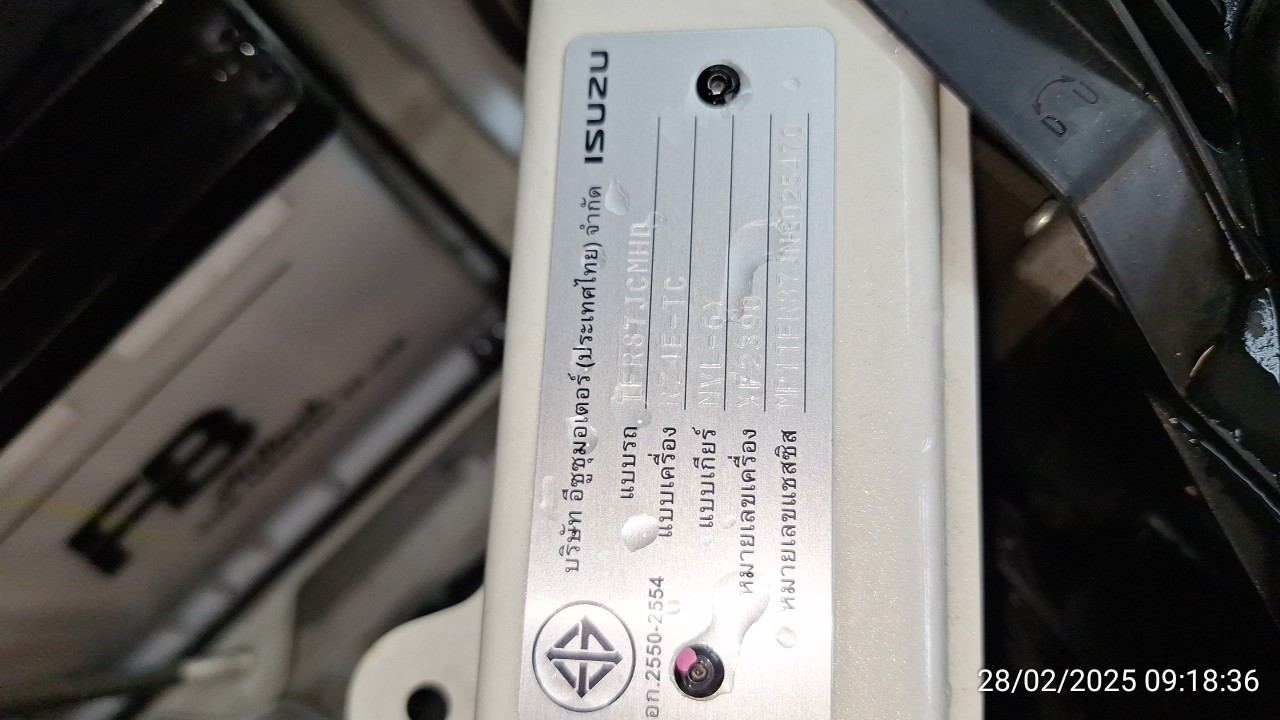 ISUZU
บริษัท อีซูซุมอเตอร์ (ประเทศไทย) จำกัด
แบบรถ TFR87JCMHD
แบบเครื่อง RZ4E-TC
แบบเกียร์ MVL-6X
หมายเลขเครื่อง
หมายเลขแชสซิส
มอก.2550-2554
FB
28/02/2025 09:18:36